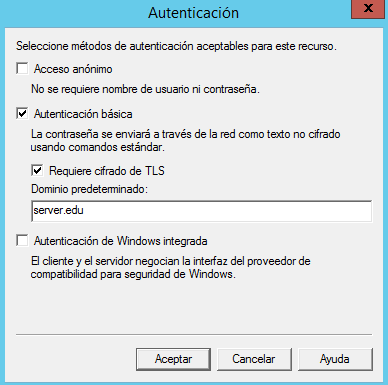 Autenticación
x
Seleccione métodos de autenticación aceptables para este recurso.
Acceso anónimo
No se requiere nombre de usuario ni contraseña.
Autenticación básica
La contraseña se enviará a través de la red como texto no cifrado
usando comandos estándar.
Requiere cifrado de TLS
Dominio predeterminado:
server.edu
Autenticación de Windows integrada
El cliente y el servidor negocian la interfaz del proveedor de
compatibilidad para seguridad de Windows.
Aceptar Cancelar Ayuda